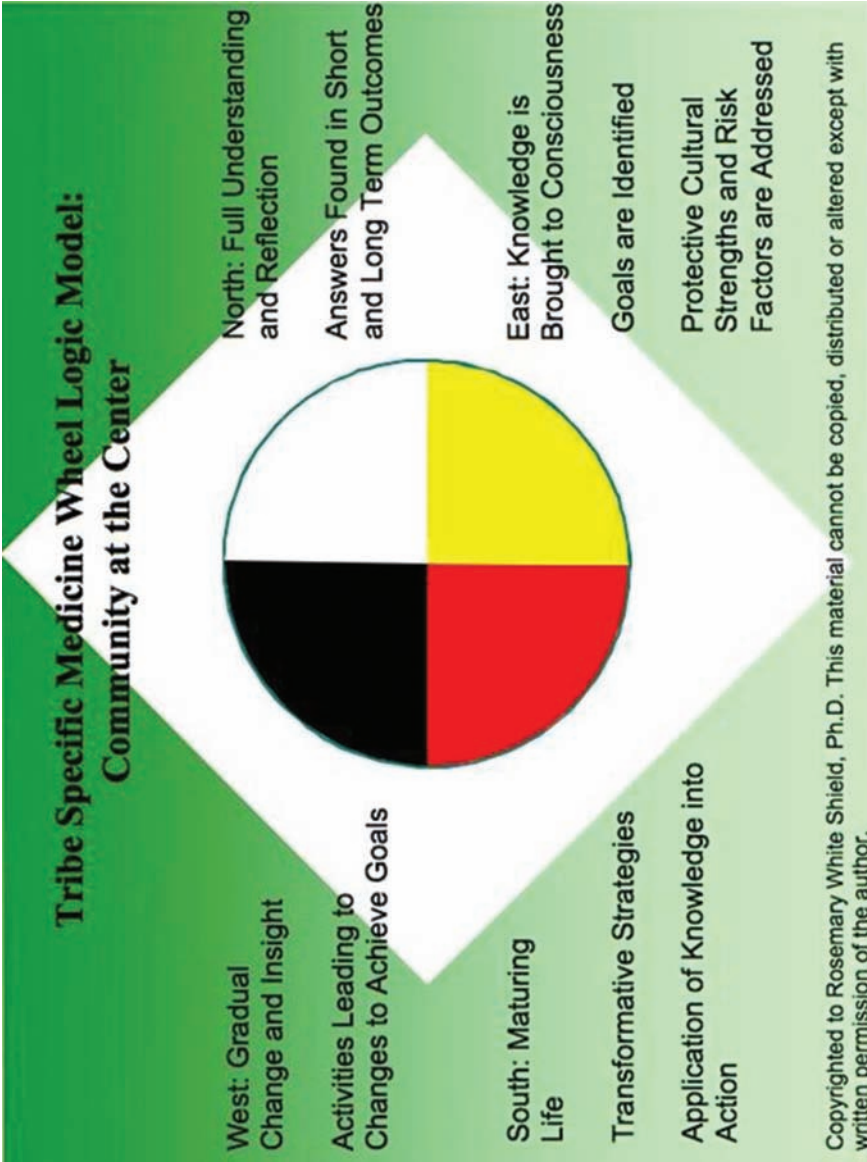 Tribe Specific Medicine Wheel Logic Model:
Community at the Center
West: Gradual
Change and Insight
Activities Leading to
Changes to Achieve Goals
South: Maturing
Life
Transformative Strategies
Application of Knowledge into
Action
North: Full Understanding
and Reflection
Answers Found in Short
and Long Term Outcomes
East: Knowledge is
Brought to Consciousness
Goals are Identified
Protective Cultural
Strengths and Risk
Factors are Addressed
Copyrighted to Rosemary White Shield, Ph.D. This material cannot be copied, distributed or altered except with
written permission of the author.